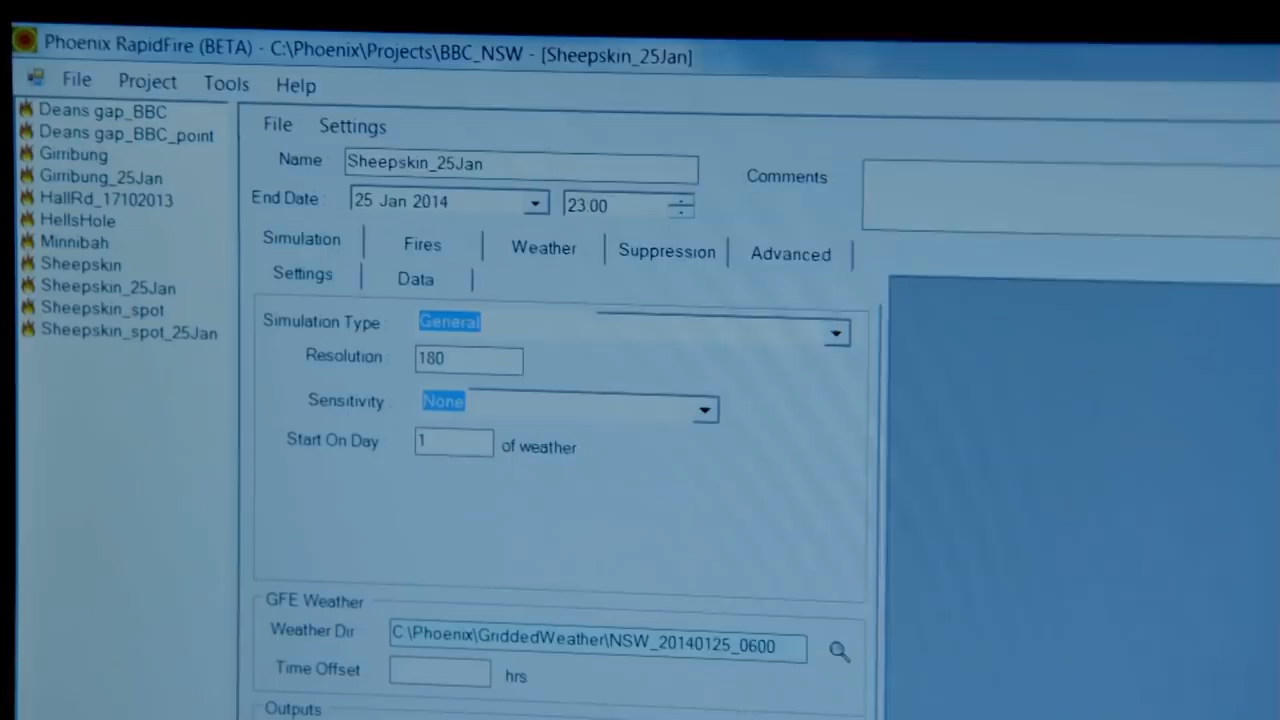 Phoenix RapidFire (BETA) - C:\Phoenix\Projects\BBC_NSW - [Sheepskin_25Jan]
File Project Tools Help
Deans gap_BBC
Deans gap_BBC_point
Girrbung
Girrbung_25Jan
HallRd_17102013
HellsHole
Minnibah
Sheepskin
Sheepskin_25Jan
Sheepskin_spot
Sheepskin_spot_25Jan
File Settings
Name Sheepskin_25Jan
Comments
End Date: 25 Jan 2014 23:00
Simulation Fires Weather Suppression Advanced
Settings Data
Simulation Type: General
Resolution: 180
Sensitivity: None
Start On Day 1 of weather
GFE Weather
Weather Dir C:\Phoenix\GriddedWeather\NSW_20140125_0600
Time Offset hrs
Outputs